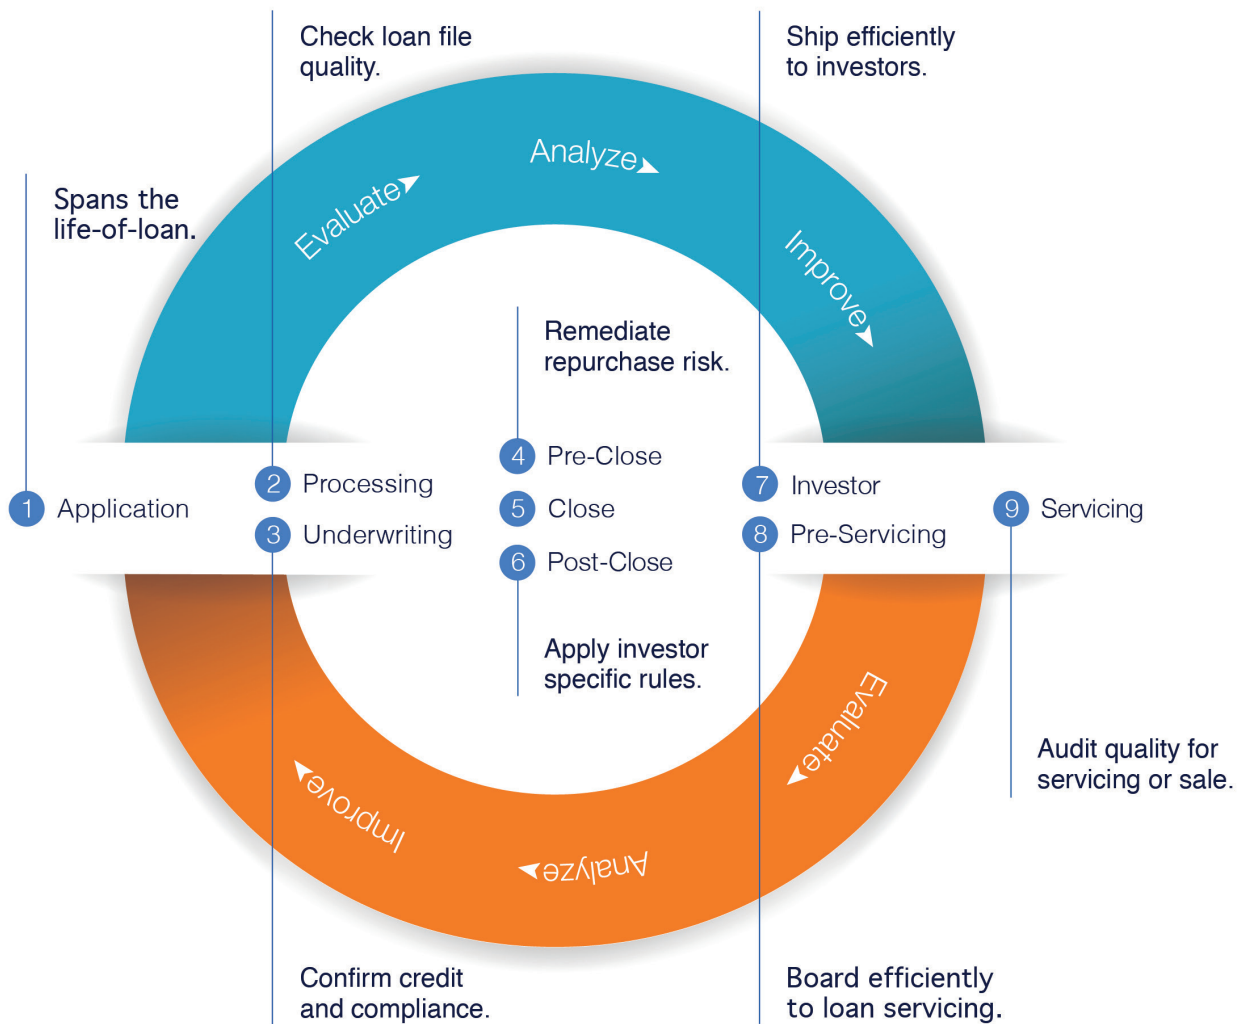 Check loan file
quality.
Ship efficiently
to investors.
Analyze
Evaluate
Improve
Spans the
life-of-loan.
Remediate
repurchase risk.
1 Application
2 Processing
3 Underwriting
4 Pre-Close
5 Close
6 Post-Close
7 Investor
8 Pre-Servicing
9 Servicing
Apply investor
specific rules.
Evaluate
Analyze
Improve
Audit quality for
servicing or sale.
Confirm credit
and compliance.
Board efficiently
to loan servicing.